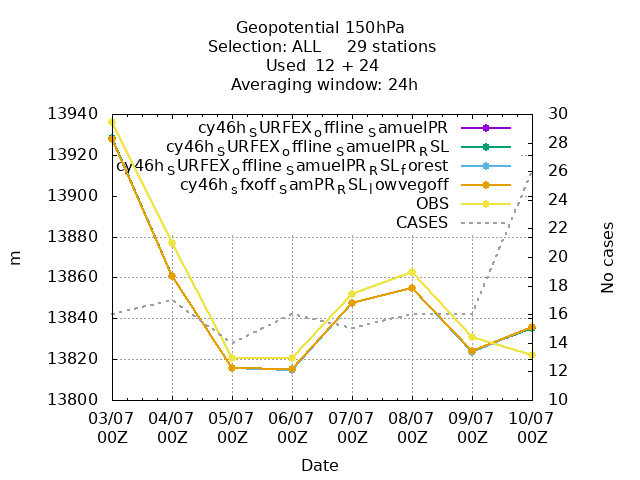 Geopotential 150hPa
Selection: ALL     29 stations
Used  12 + 24
Averaging window: 24h
13940
13920
13900
13880
13860
13840
13820
13800
m
30
28
26
24
22
20
18
16
14
12
10
No cases
cy46h_SURFEX_offline_SamuelPR
cy46h_SURFEX_offline_SamuelPR_RSL
cy46h_SURFEX_offline_SamuelPR_RSL_forest
cy46h_sfxoff_SamPR_RSL_lowvegoff
OBS
CASES
03/07 04/07 05/07 06/07 07/07 08/07 09/07 10/07
00Z 00Z 00Z 00Z 00Z 00Z 00Z 00Z
Date